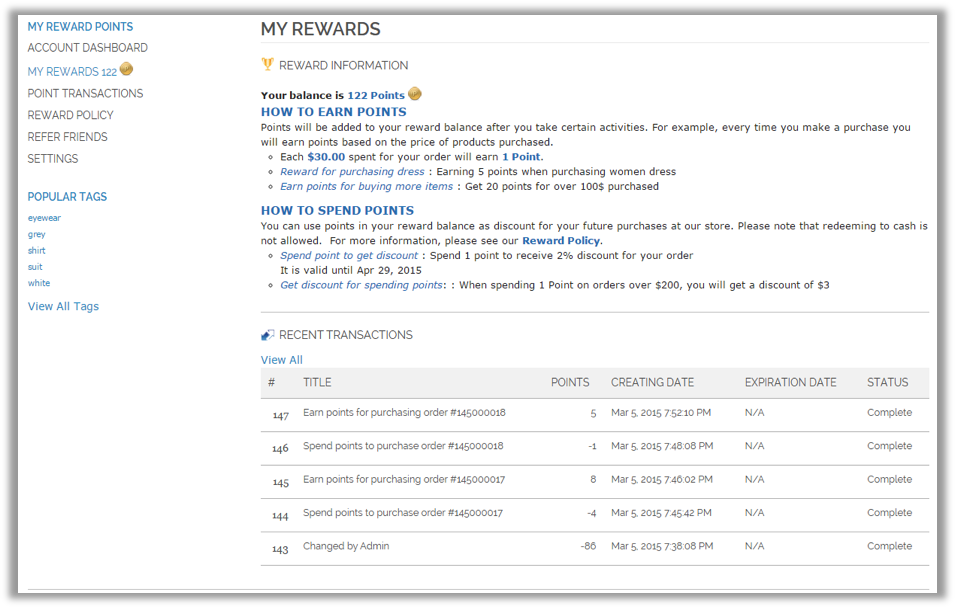 MY REWARD POINTS
ACCOUNT DASHBOARD
MY REWARDS 122
POINT TRANSACTIONS
REWARD POLICY
REFER FRIENDS
SETTINGS
POPULAR TAGS
eyewear
grey
shirt
suit
white
View All Tags
MY REWARDS
REWARD INFORMATION
Your balance is 122 Points
HOW TO EARN POINTS
Points will be added to your reward balance after you take certain activities. For example, every time you make a purchase you
will earn points based on the price of products purchased.
Each $30.00 spent for your order will earn 1 Point.
Reward for purchasing dress : Earning 5 points when purchasing women dress
Earn points for buying more items : Get 20 points for over 100$ purchased
HOW TO SPEND POINTS
You can use points in your reward balance as discount for your future purchases at our store. Please note that redeeming to cash is
not allowed. For more information, please see our Reward Policy.
Spend point to get discount : Spend 1 point to receive 2% discount for your order
It is valid until Apr 29, 2015
Get discount for spending points: : When spending 1 Point on orders over $200, you will get a discount of $3
RECENT TRANSACTIONS
View All
# TITLE POINTS CREATING DATE EXPIRATION DATE STATUS
147 Earn points for purchasing order #145000018 5 Mar 5, 2015 7:52:10 PM N/A Complete
146 Spend points to purchase order #145000018 -1 Mar 5, 2015 7:48:08 PM N/A Complete
145 Earn points for purchasing order #145000017 8 Mar 5, 2015 7:46:02 PM N/A Complete
144 Spend points to purchase order #145000017 -4 Mar 5, 2015 7:45:42 PM N/A Complete
143 Changed by Admin -86 Mar 5, 2015 7:38:08 PM N/A Complete